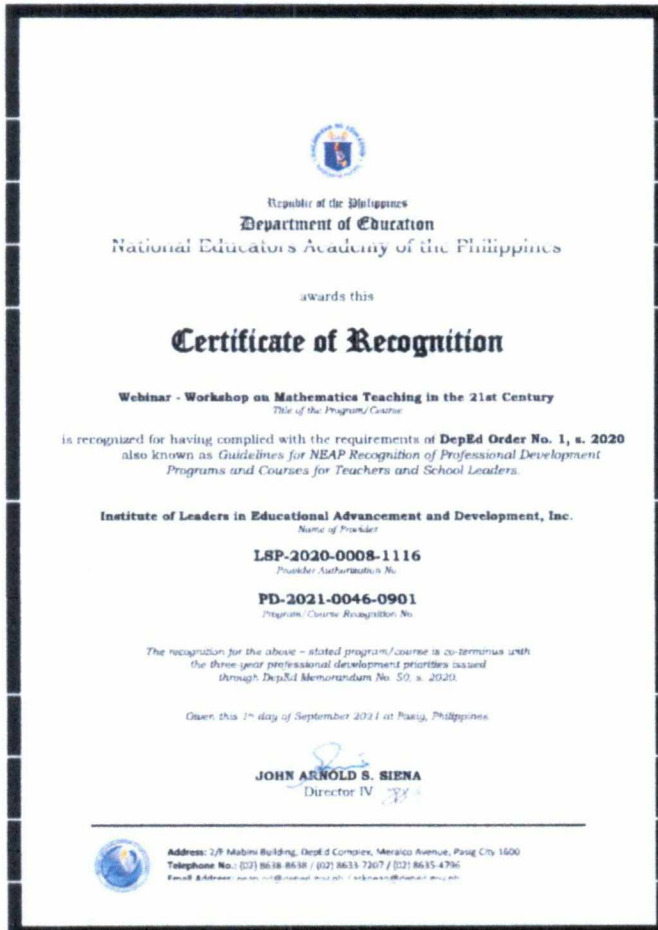 Republic of the Philippines
Department of Education
National Educators Academy of the Philippines
awards this
Certificate of Recognition
Webinar - Workshop on Mathematics Teaching in the 21st Century
Title of the Program/Course
is recognized for having complied with the requirements of DepEd Order No. 1, s. 2020
also known as Guidelines for NEAP Recognition of Professional Development
Programs and Courses for Teachers and School Leaders.
Institute of Leaders in Educational Advancement and Development, Inc.
Name of Provider
LSP-2020-0008-1116
Provider Authorization No
PD-2021-0046-0901
Program/Course Recognition No
The recognition for the above – stated program/course is co-terminus with
the three-year professional development priorities issued
through DepEd Memorandum No. 50, s. 2020.
Given this 1st day of September 2021 at Pasig, Philippines
JOHN ARNOLD S. SIENA
Director IV
Address: 2/F Mabini Building, DepEd Complex, Meralco Avenue, Pasig City 1600
Telephone No.: (02) 8638-8638 / (02) 8633-7207 / (02) 8635-4796
Email Address: